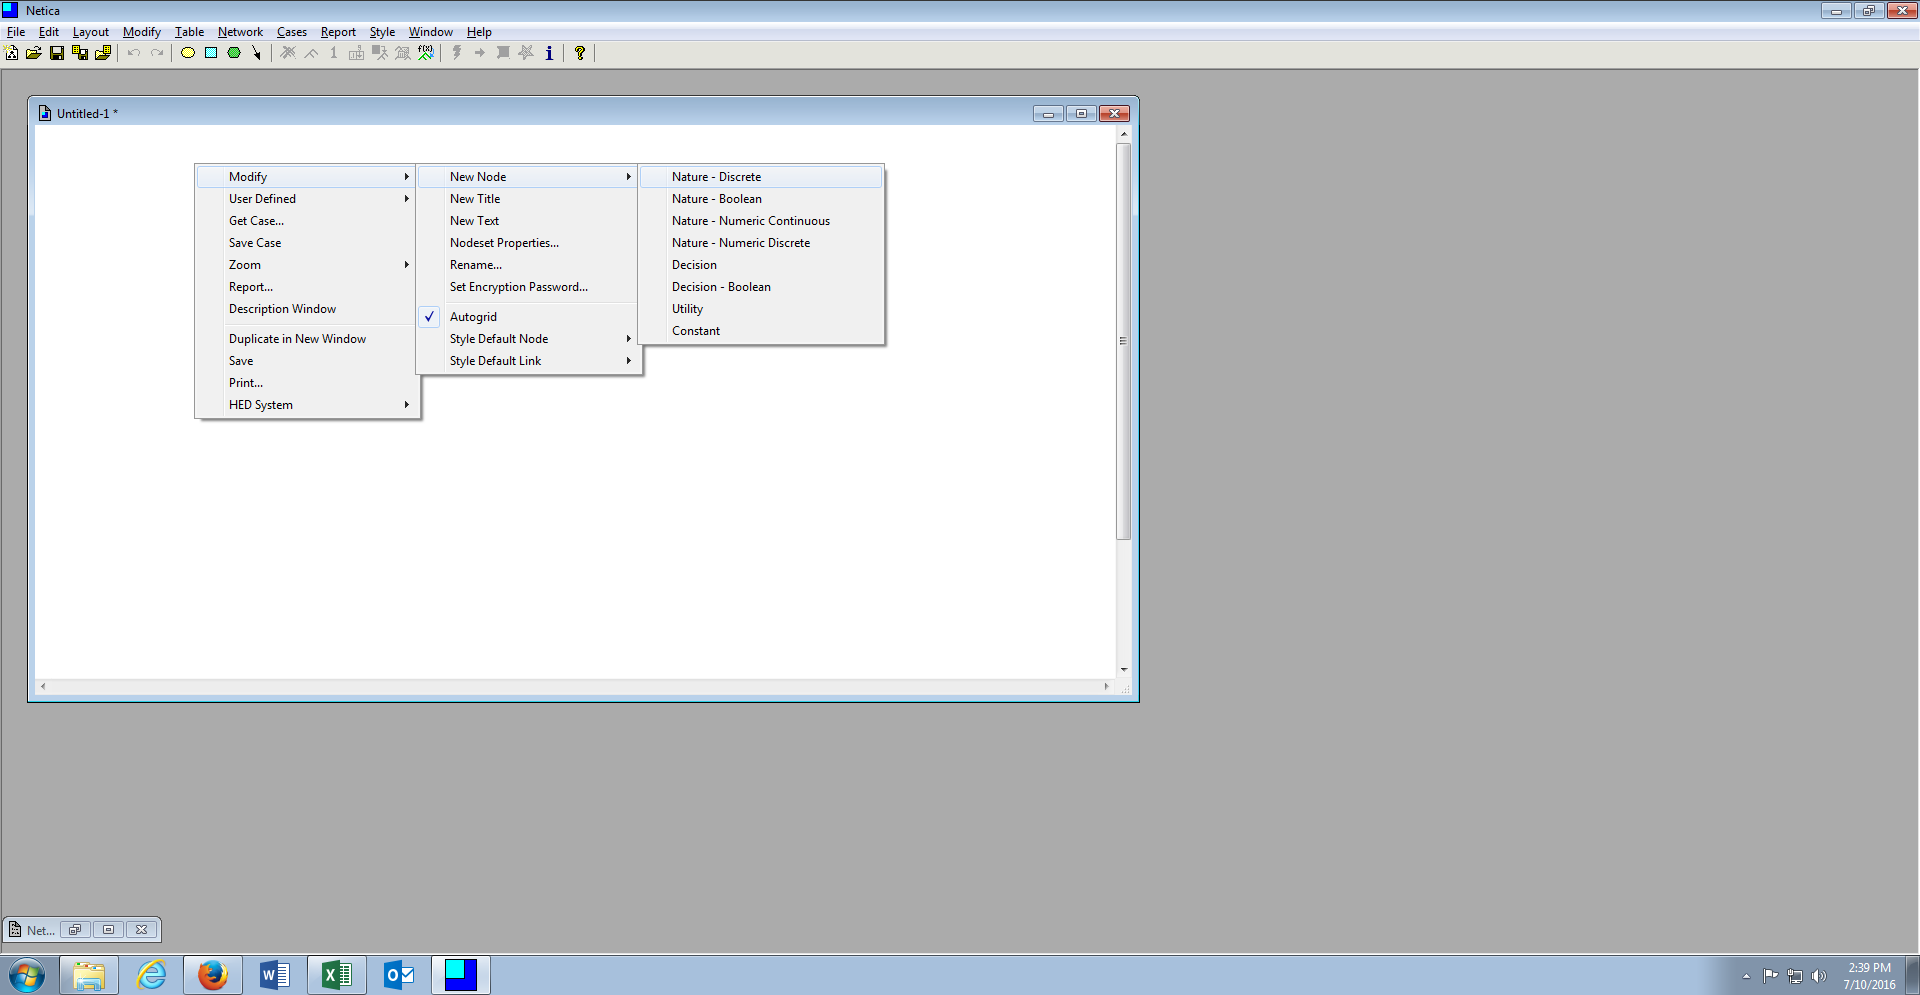 Netica
File Edit Layout Modify Table Network Cases Report Style Window Help
1 f(x) i ?
Untitled-1 *
Modify
User Defined
Get Case...
Save Case
Zoom
Report...
Description Window
Duplicate in New Window
Save
Print...
HED System
New Node
New Title
New Text
Nodeset Properties...
Rename...
Set Encryption Password...
Autogrid
Style Default Node
Style Default Link
Nature - Discrete
Nature - Boolean
Nature - Numeric Continuous
Nature - Numeric Discrete
Decision
Decision - Boolean
Utility
Constant
Net...
2:39 PM
7/10/2016